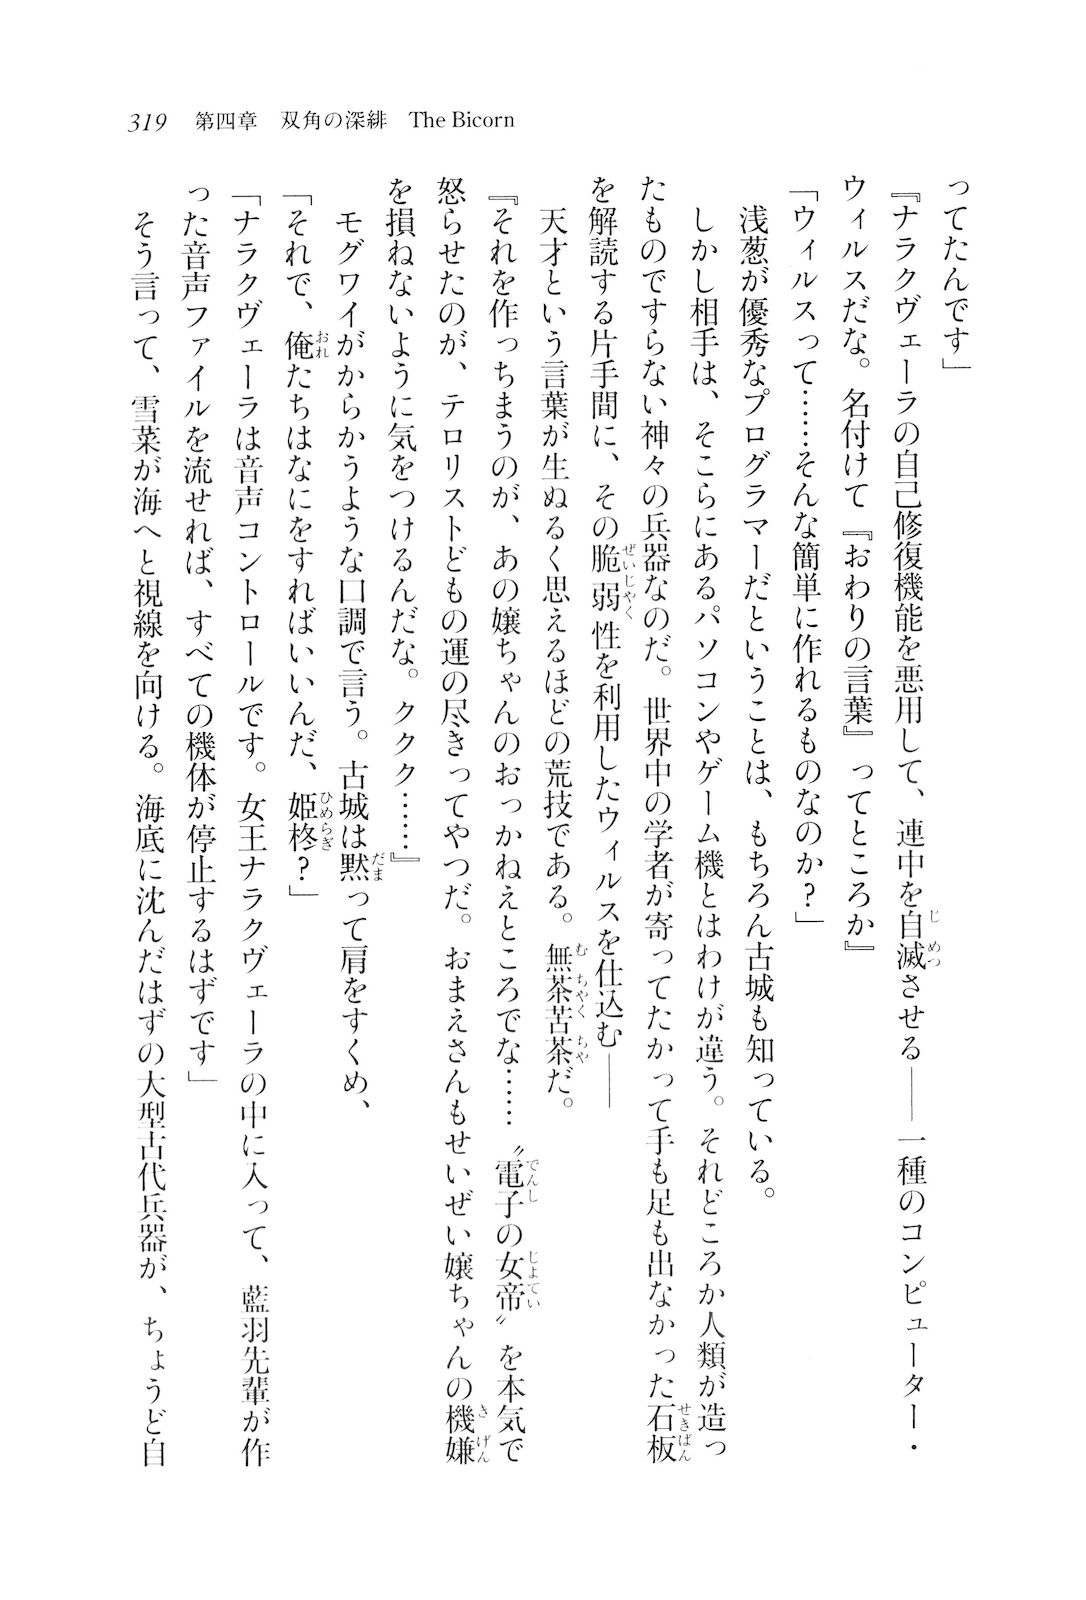 319　第四章　双角の深緋　The Bicorn
ってたんです」
『ナラクヴェーラの自己修復機能を悪用して、連中を自滅させる――一種のコンピューター・
ウィルスだな。名付けて『おわりの言葉』ってところか』
「ウィルスって……そんな簡単に作れるものなのか？」
　浅葱が優秀なプログラマーだということは、もちろん古城も知っている。
　しかし相手は、そこらにあるパソコンやゲーム機とはわけが違う。それどころか人類が造っ
たものですらない神々の兵器なのだ。世界中の学者が寄ってたかって手も足も出なかった石板
を解読する片手間に、その脆弱性を利用したウィルスを仕込む――
　天才という言葉が生ぬるく思えるほどの荒技である。無茶苦茶だ。
『それを作っちまうのが、あの嬢ちゃんのおっかねえところでな……〝電子の女帝〟を本気で
怒らせたのが、テロリストどもの運の尽きってやつだ。おまえさんもせいぜい嬢ちゃんの機嫌
を損ねないように気をつけるんだな。ククク……』
　モグワイがからかうような口調で言う。古城は黙って肩をすくめ、
「それで、俺たちはなにをすればいいんだ、姫柊？」
「ナラクヴェーラは音声コントロールです。女王ナラクヴェーラの中に入って、藍羽先輩が作
った音声ファイルを流せれば、すべての機体が停止するはずです」
　そう言って、雪菜が海へと視線を向ける。海底に沈んだはずの大型古代兵器が、ちょうど自